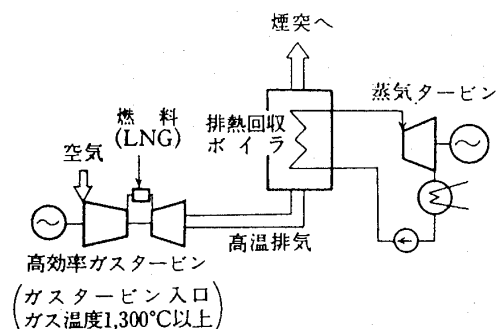 煙突へ
蒸気タービン
排熱回収
ボイラ
燃料
(LNG)
空気
高温排気
高効率ガスタービン
(ガスタービン入口
ガス温度1,300°C以上)